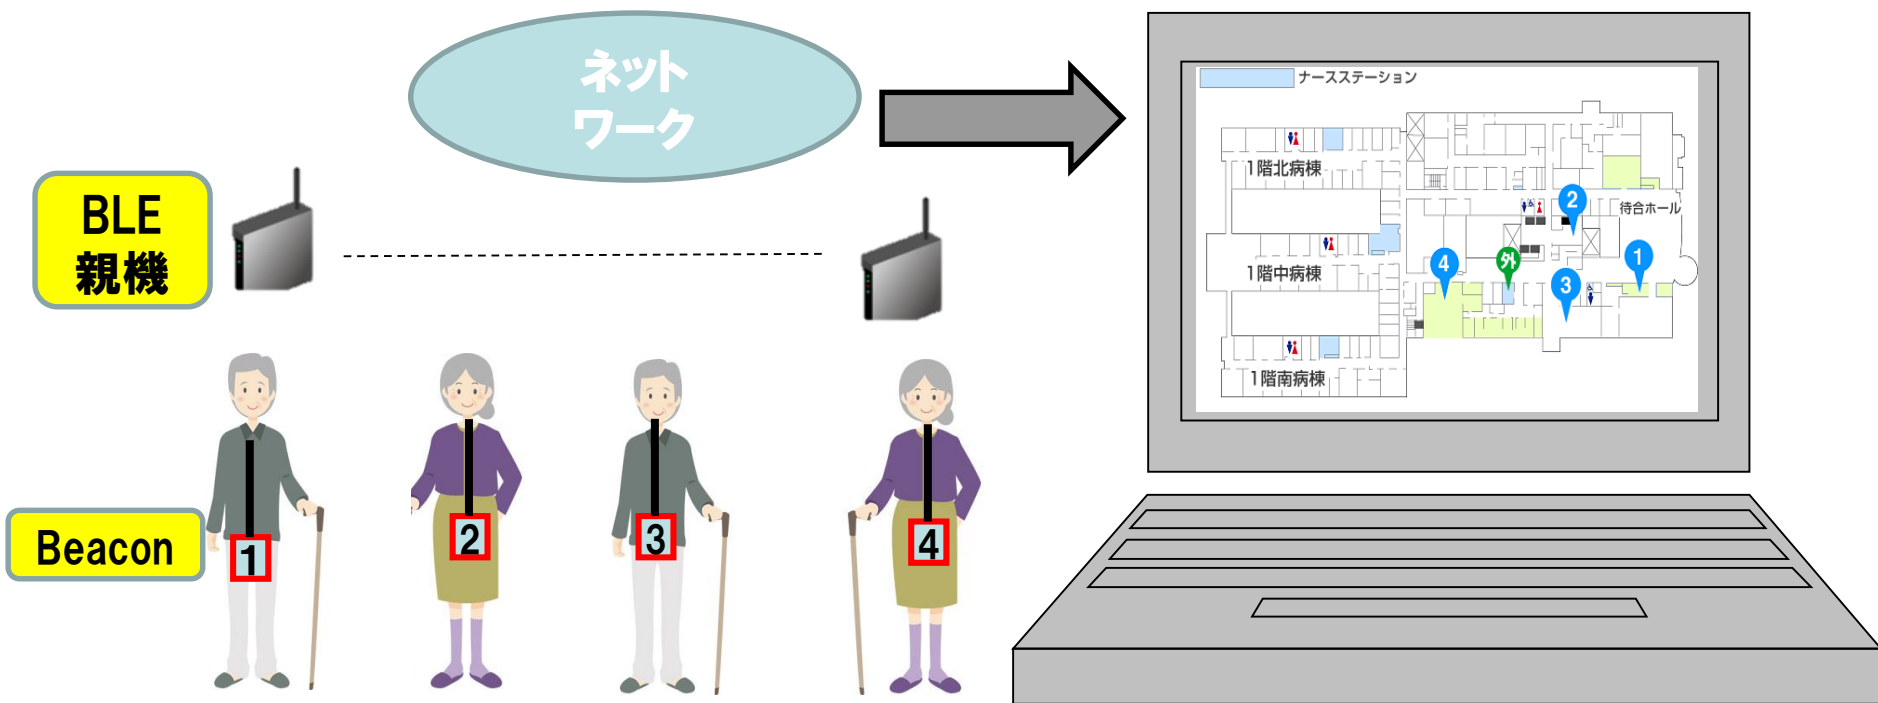 ネット
ワーク
BLE
親機
Beacon
1
2
3
4
ナースステーション
1階北病棟
2
待合ホール
1階中病棟
4
外
3
1
1階南病棟